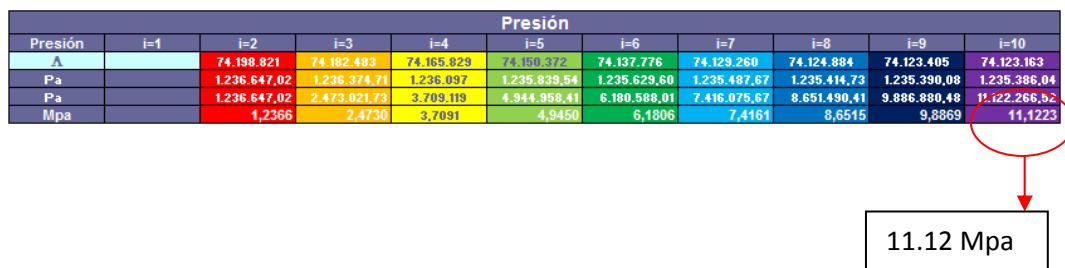 Presión
Presión i=1 i=2 i=3 i=4 i=5 i=6 i=7 i=8 i=9 i=10
Λ 74.198.821 74.182.483 74.165.829 74.150.372 74.137.776 74.129.260 74.124.884 74.123.405 74.123.163
Pa 1.236.647,02 1.236.374,71 1.236.097 1.235.839,54 1.235.629,60 1.235.487,67 1.235.414,73 1.235.390,08 1.235.386,04
Pa 1.236.647,02 2.473.021,73 3.709.119 4.944.958,41 6.180.588,01 7.416.075,67 8.651.490,41 9.886.880,48 11.122.266,52
Mpa 1,2366 2,4730 3,7091 4,9450 6,1806 7,4161 8,6515 9,8869 11,1223
11.12 Mpa